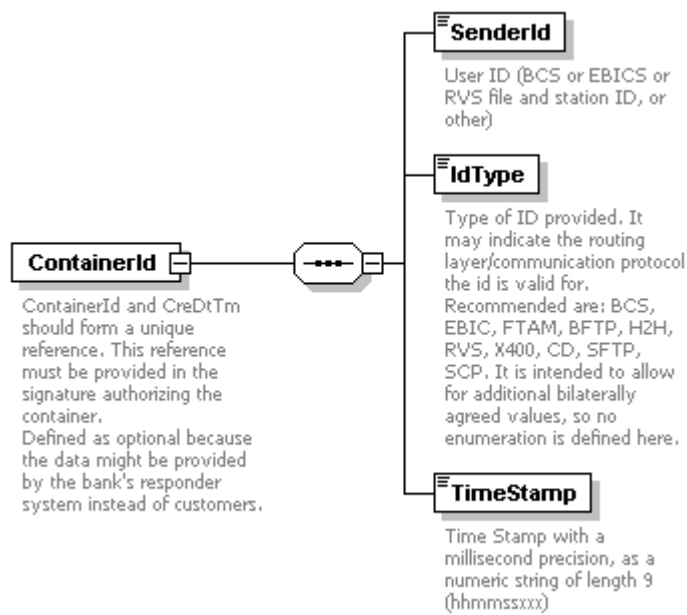 SenderId
User ID (BCS or EBICS or
RVS file and station ID, or
other)
IdType
Type of ID provided. It
may indicate the routing
layer/communication protocol
the id is valid for.
Recommended are: BCS,
EBIC, FTAM, BFTP, H2H,
RVS, X400, CD, SFTP,
SCP. It is intended to allow
for additional bilaterally
agreed values, so no
enumeration is defined here.
ContainerId
ContainerId and CreDtTm
should form a unique
reference. This reference
must be provided in the
signature authorizing the
container.
Defined as optional because
the data might be provided
by the bank's responder
system instead of customers.
TimeStamp
Time Stamp with a
millisecond precision, as a
numeric string of length 9
(hhmmssxxx)